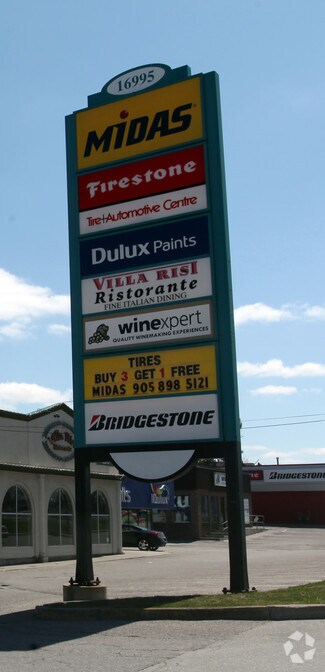 16995
MIDAS
Firestone
Tire & Automotive Centre
Dulux Paints
VILLA RISI
Ristorante
FINE ITALIAN DINING
winexpert
QUALITY WINEMAKING EXPERIENCES
TIRES
BUY 3 GET 1 FREE
MIDAS 905 898 5121
BRIDGESTONE
BRIDGESTONE